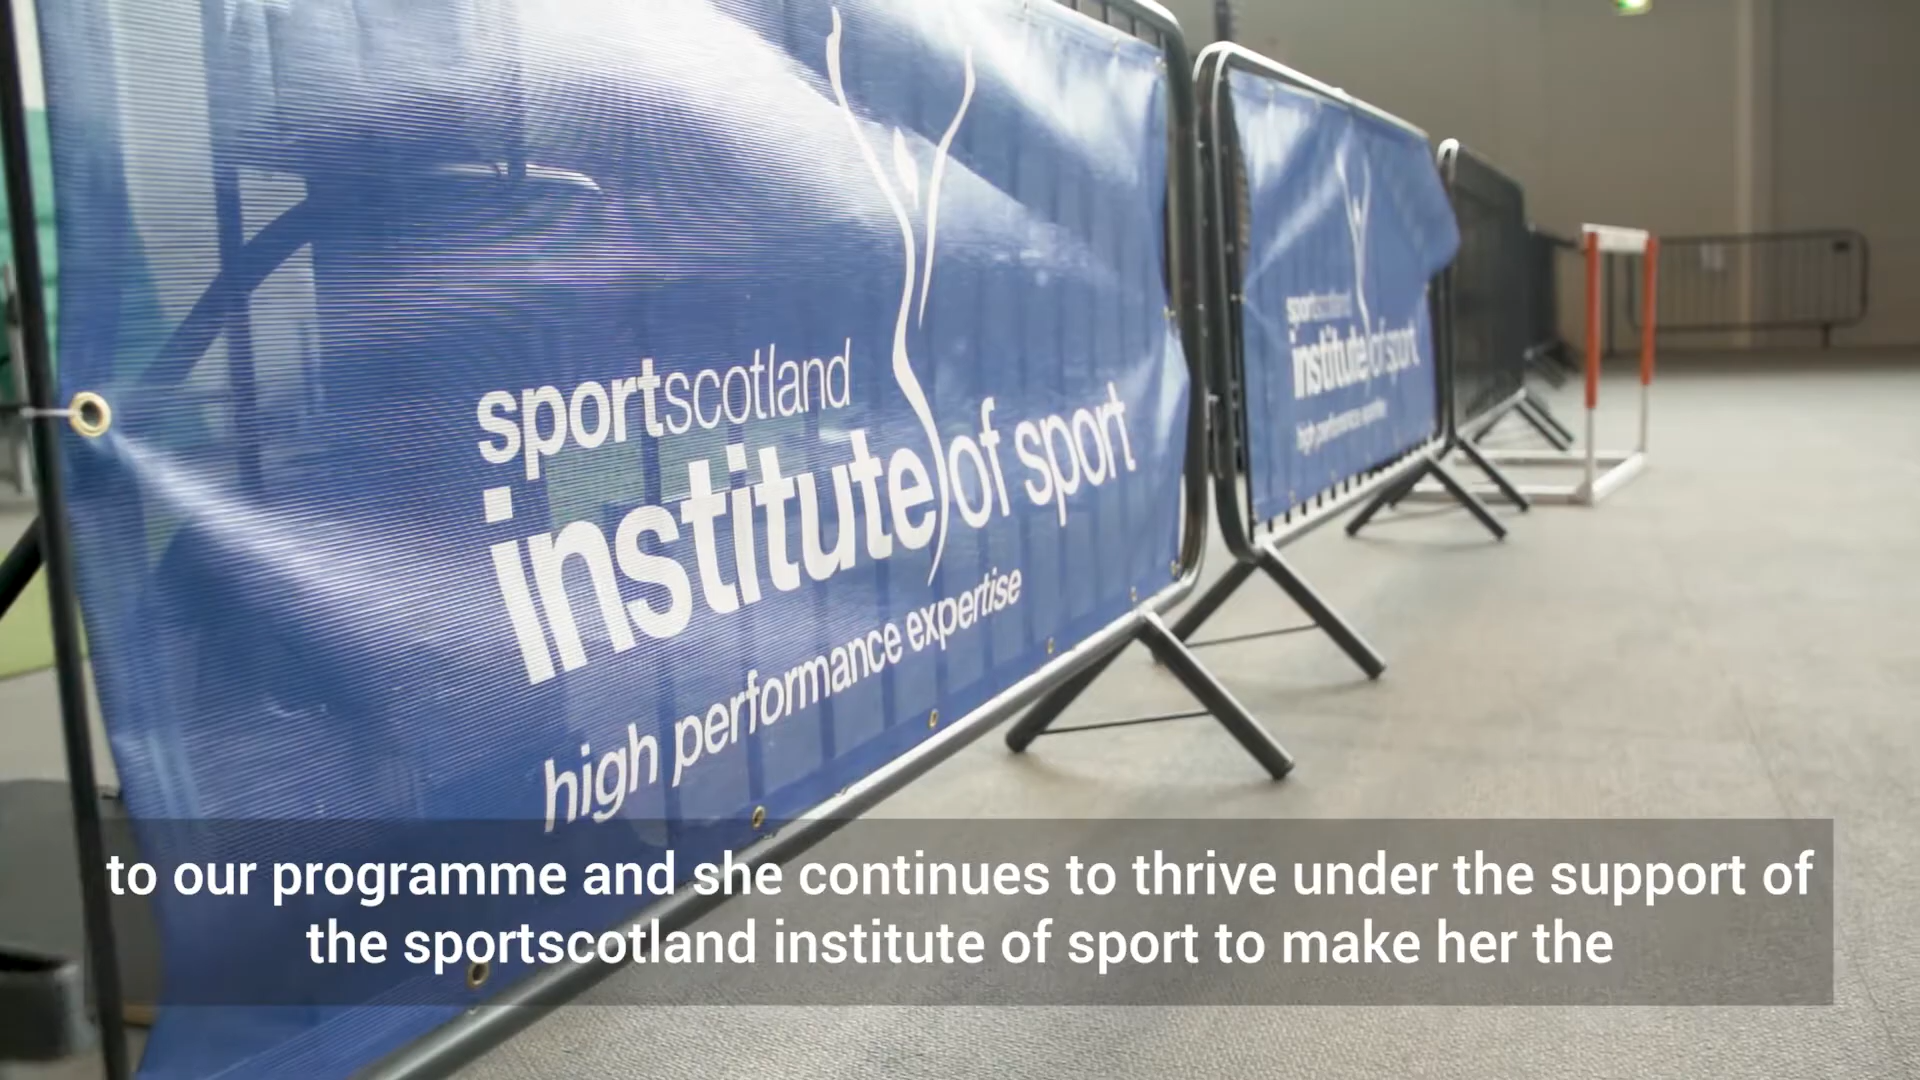 sportscotland
institute of sport
high performance expertise
sportscotland
institute of sport
high performance expertise
to our programme and she continues to thrive under the support of
the sportscotland institute of sport to make her the